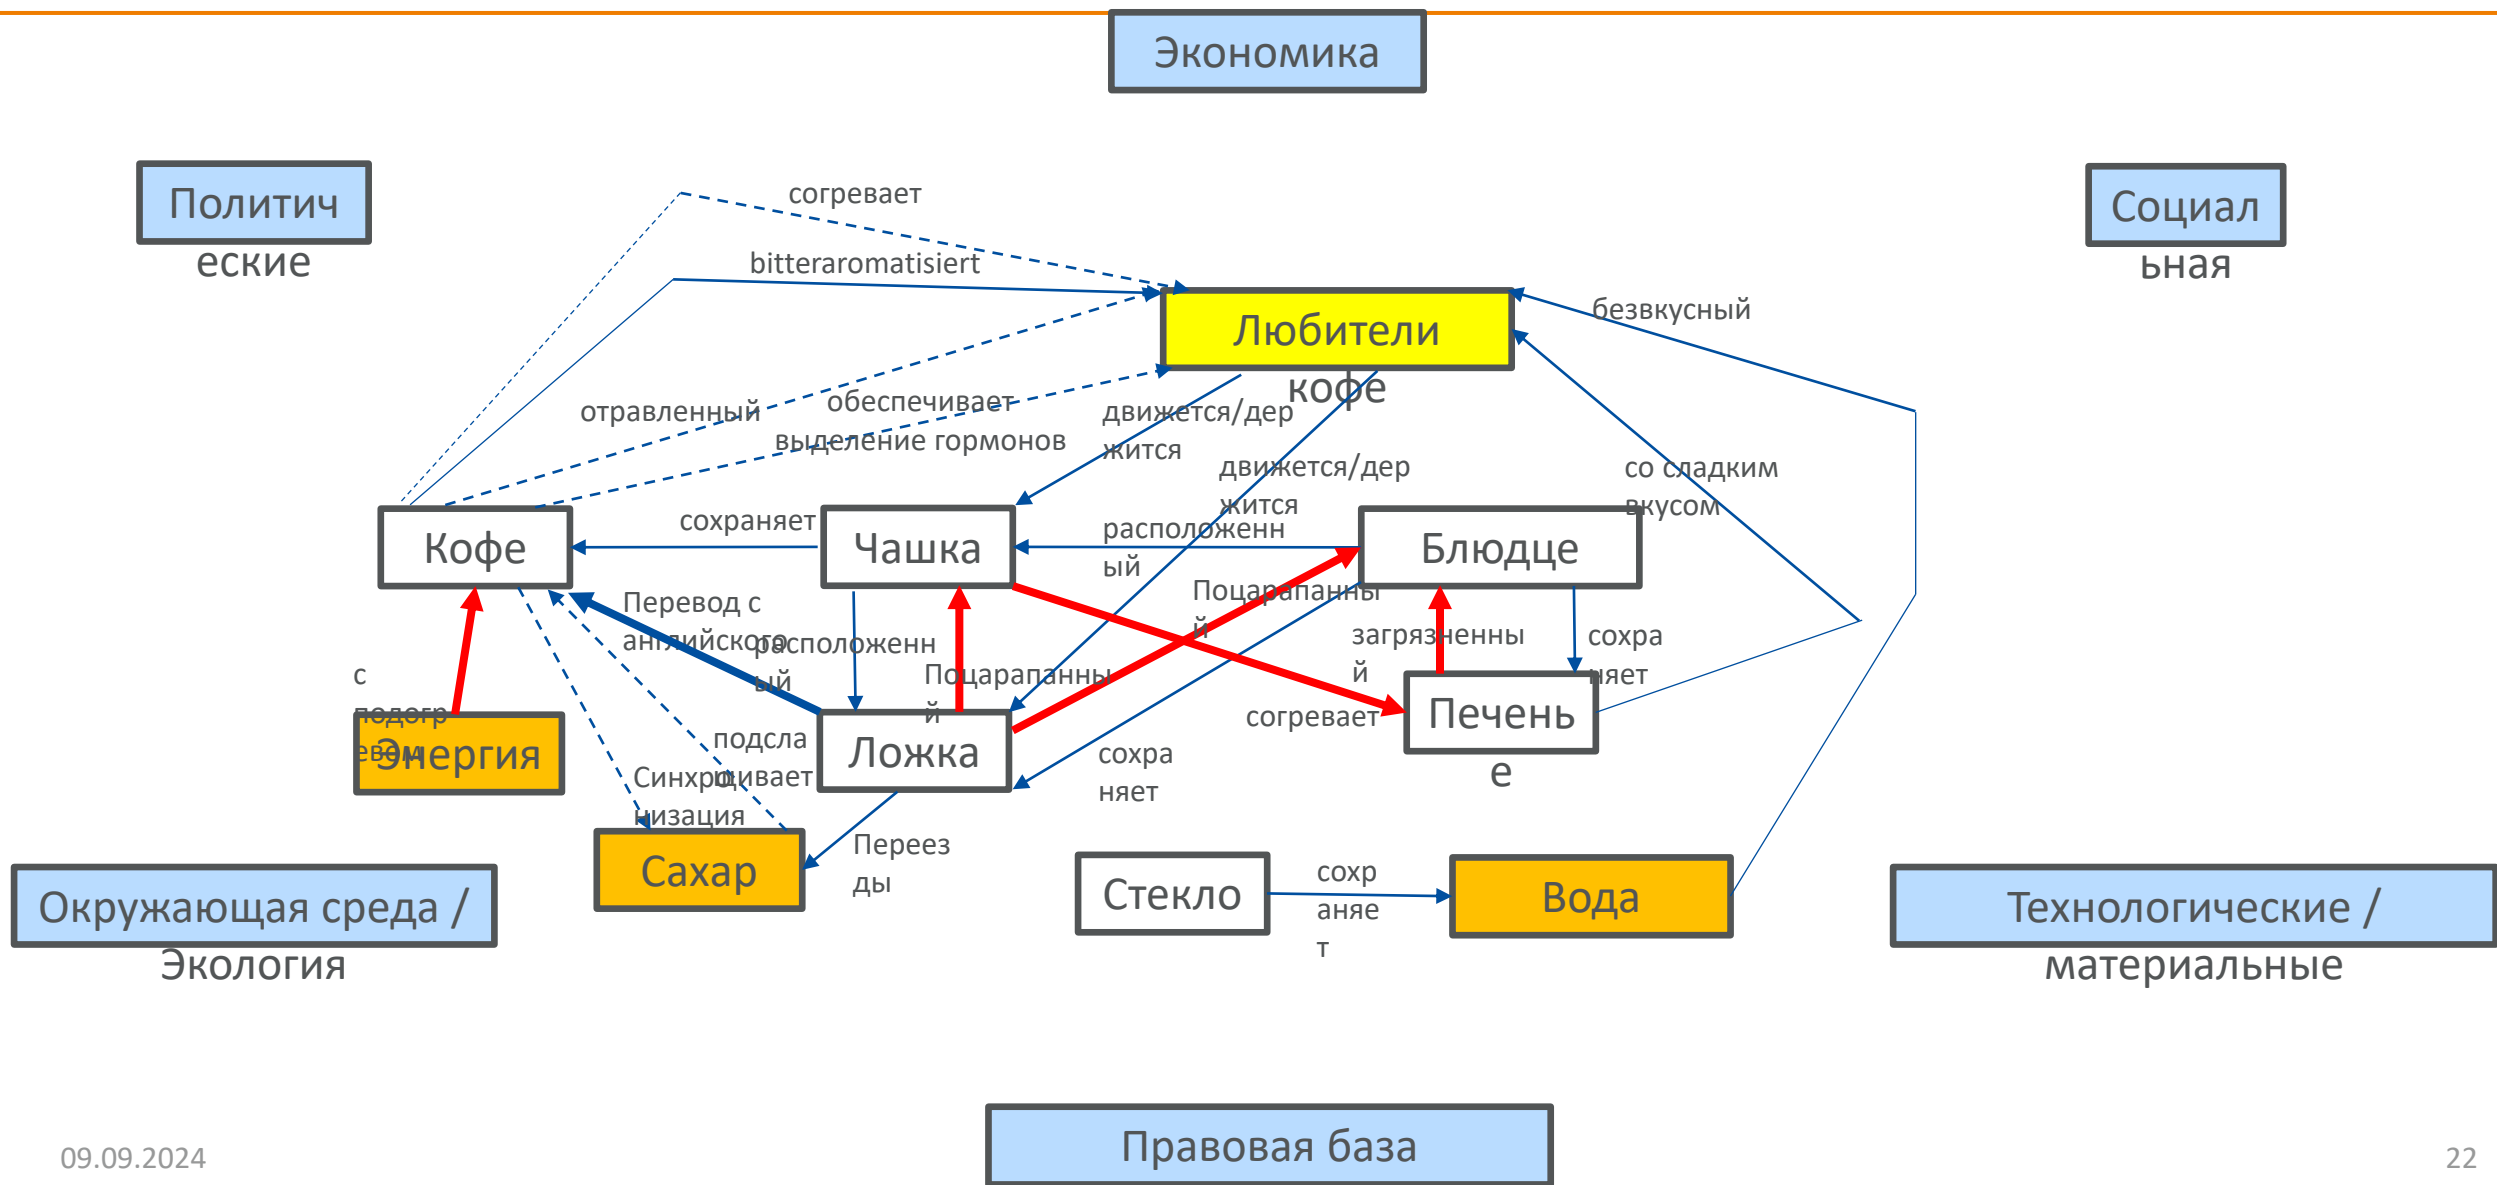 Экономика
Политич
еские
Социал
ьная
согревает
bitteraromatisiert
безвкусный
Любители
кофе
отравленный
обеспечивает
выделение гормонов
движется/дер
жится
движется/дер
жится
со сладким
вкусом
сохраняет
расположенн
ый
Кофе
Чашка
Блюдце
Перевод с
английского
расположенн
ый
Поцарапанны
й
Поцарапанны
й
загрязненны
й
сохра
няет
с
подогр
евом
Энергия
подсла
щивает
Синхро
низация
Ложка
согревает
Печень
е
сохра
няет
Сахар
Переез
ды
Стекло
сохр
аняе
т
Вода
Окружающая среда /
Экология
Технологические /
материальные
Правовая база
09.09.2024
22